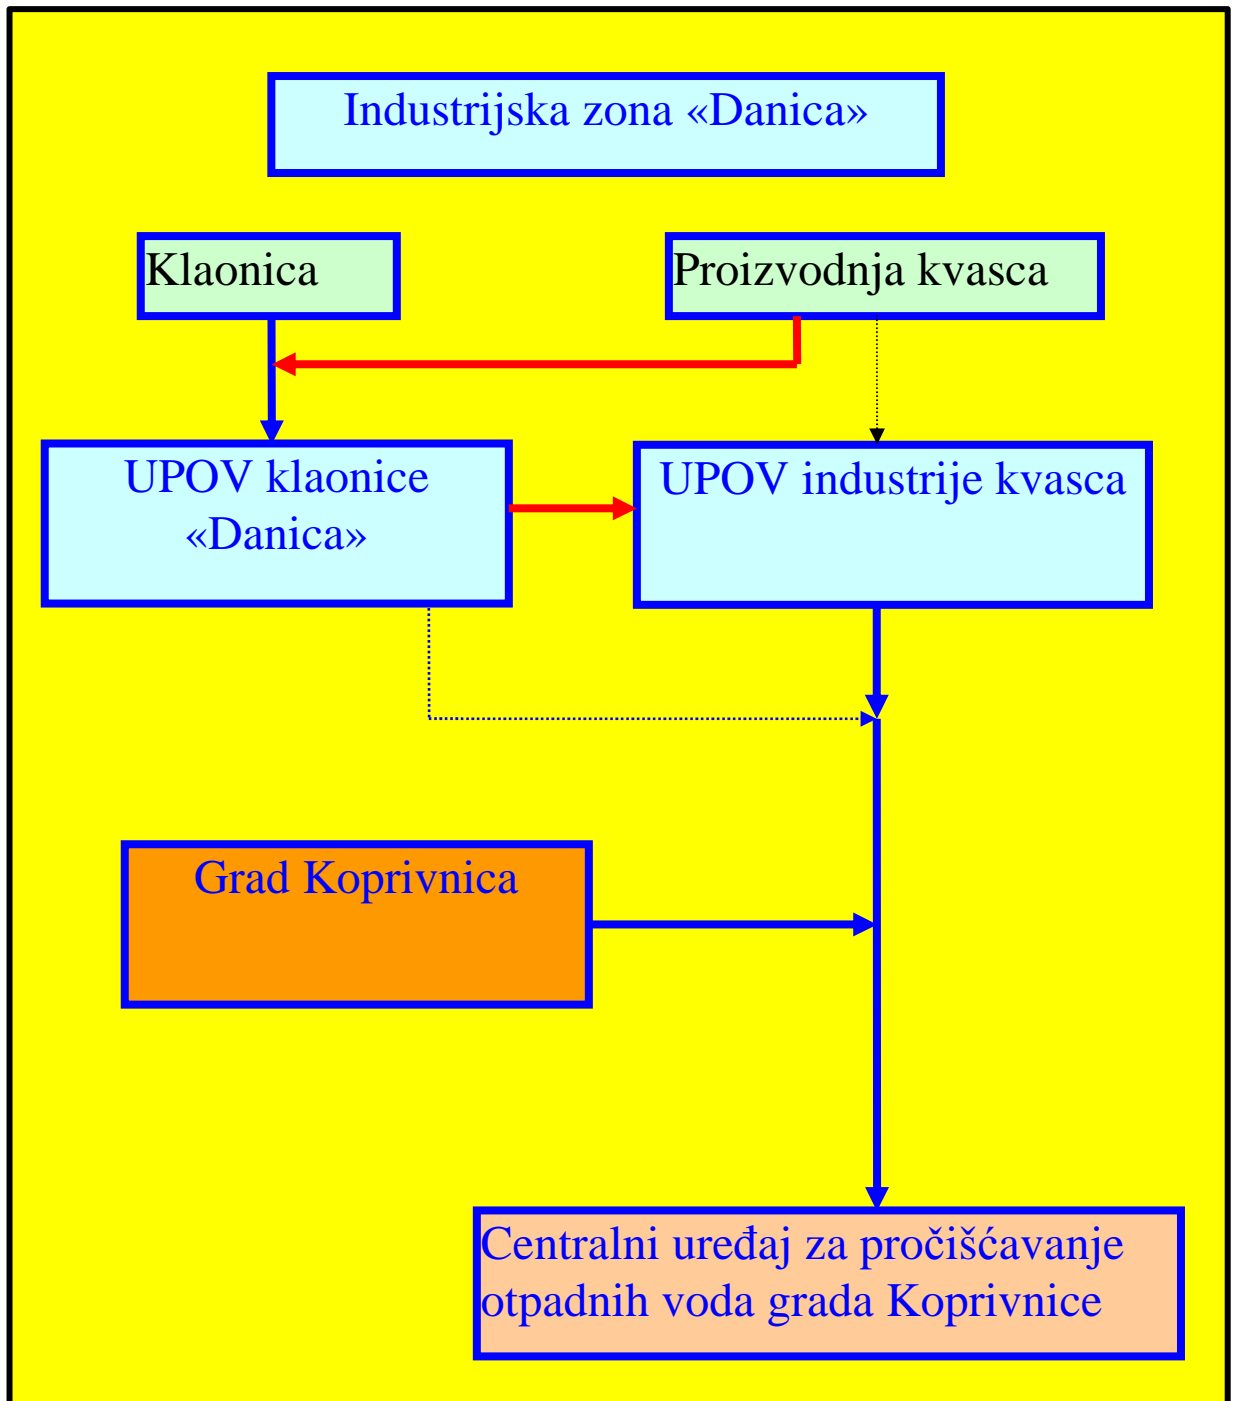 Industrijska zona «Danica»
Klaonica
Proizvodnja kvasca
UPOV klaonice
«Danica»
UPOV industrije kvasca
Grad Koprivnica
Centralni uređaj za pročišćavanje
otpadnih voda grada Koprivnice